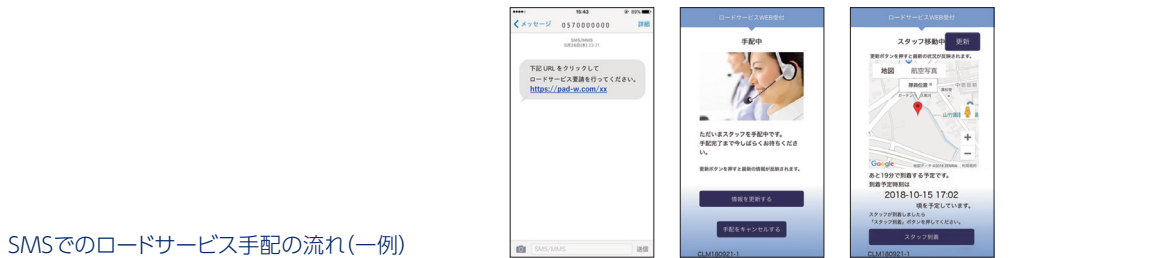 SMSでのロードサービス手配の流れ(一例)
15:43
89%
メッセージ
0570000000
詳細
SMS/MMS
下記 URL をクリックして
ロードサービス要請を行ってください。
https://pad-w.com/xx
SMS/MMS
送信
ロードサービスWEB受付
手配中
ただいまスタッフを手配中です。
手配完了まで今しばらくお待ちくださ
い。
更新ボタンを押すと最新の情報が反映されます。
情報を更新する
手配をキャンセルする
CLM180921-1
ロードサービスWEB受付
スタッフ移動中
更新
更新ボタンを押すと最新の状況が反映されます。
地図
航空写真
隊員位置
Google
あと19分で到着する予定です。
到着予定時刻は
2018-10-15 17:02
頃を予定しています。
スタッフが到着しましたら
「スタッフ到着」ボタンを押してください。
スタッフ到着
CLM180921-1